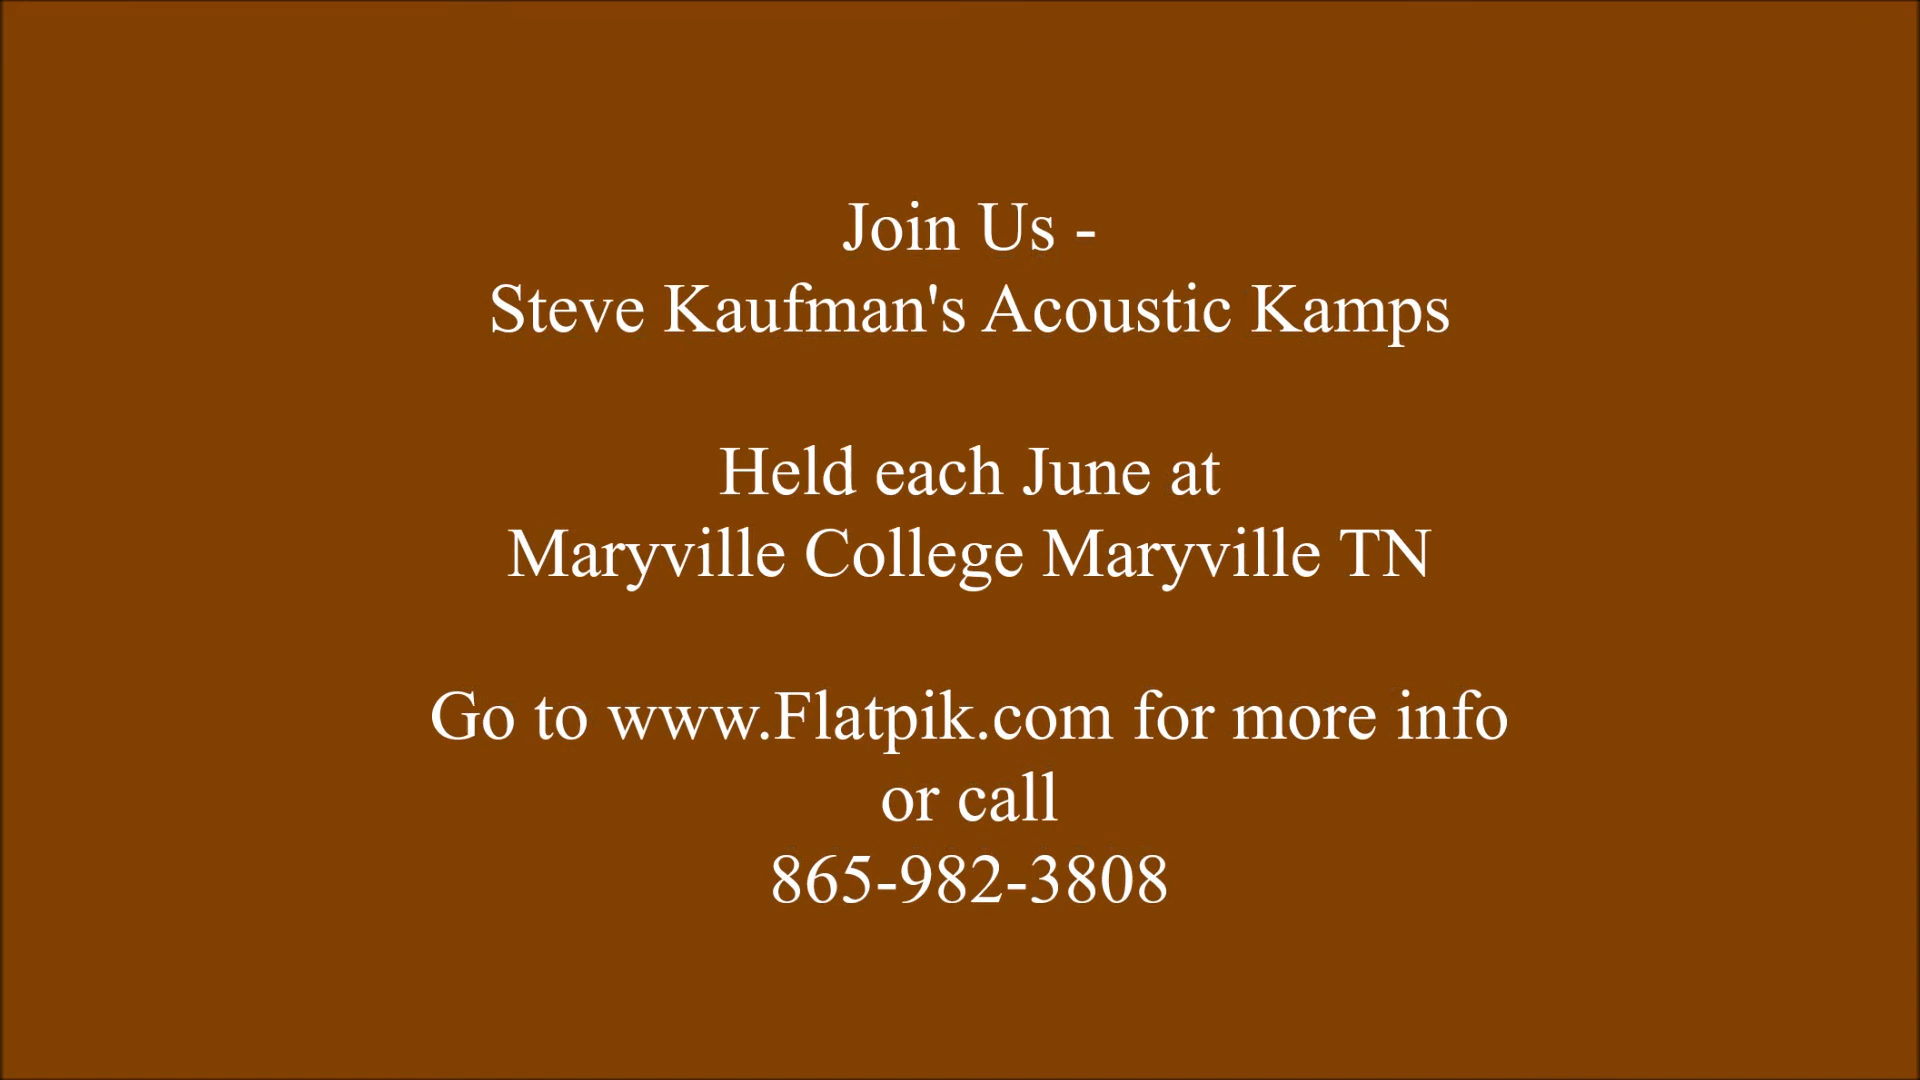 Join Us -
Steve Kaufman's Acoustic Kamps
Held each June at
Maryville College Maryville TN
Go to www.Flatpik.com for more info
or call
865-982-3808